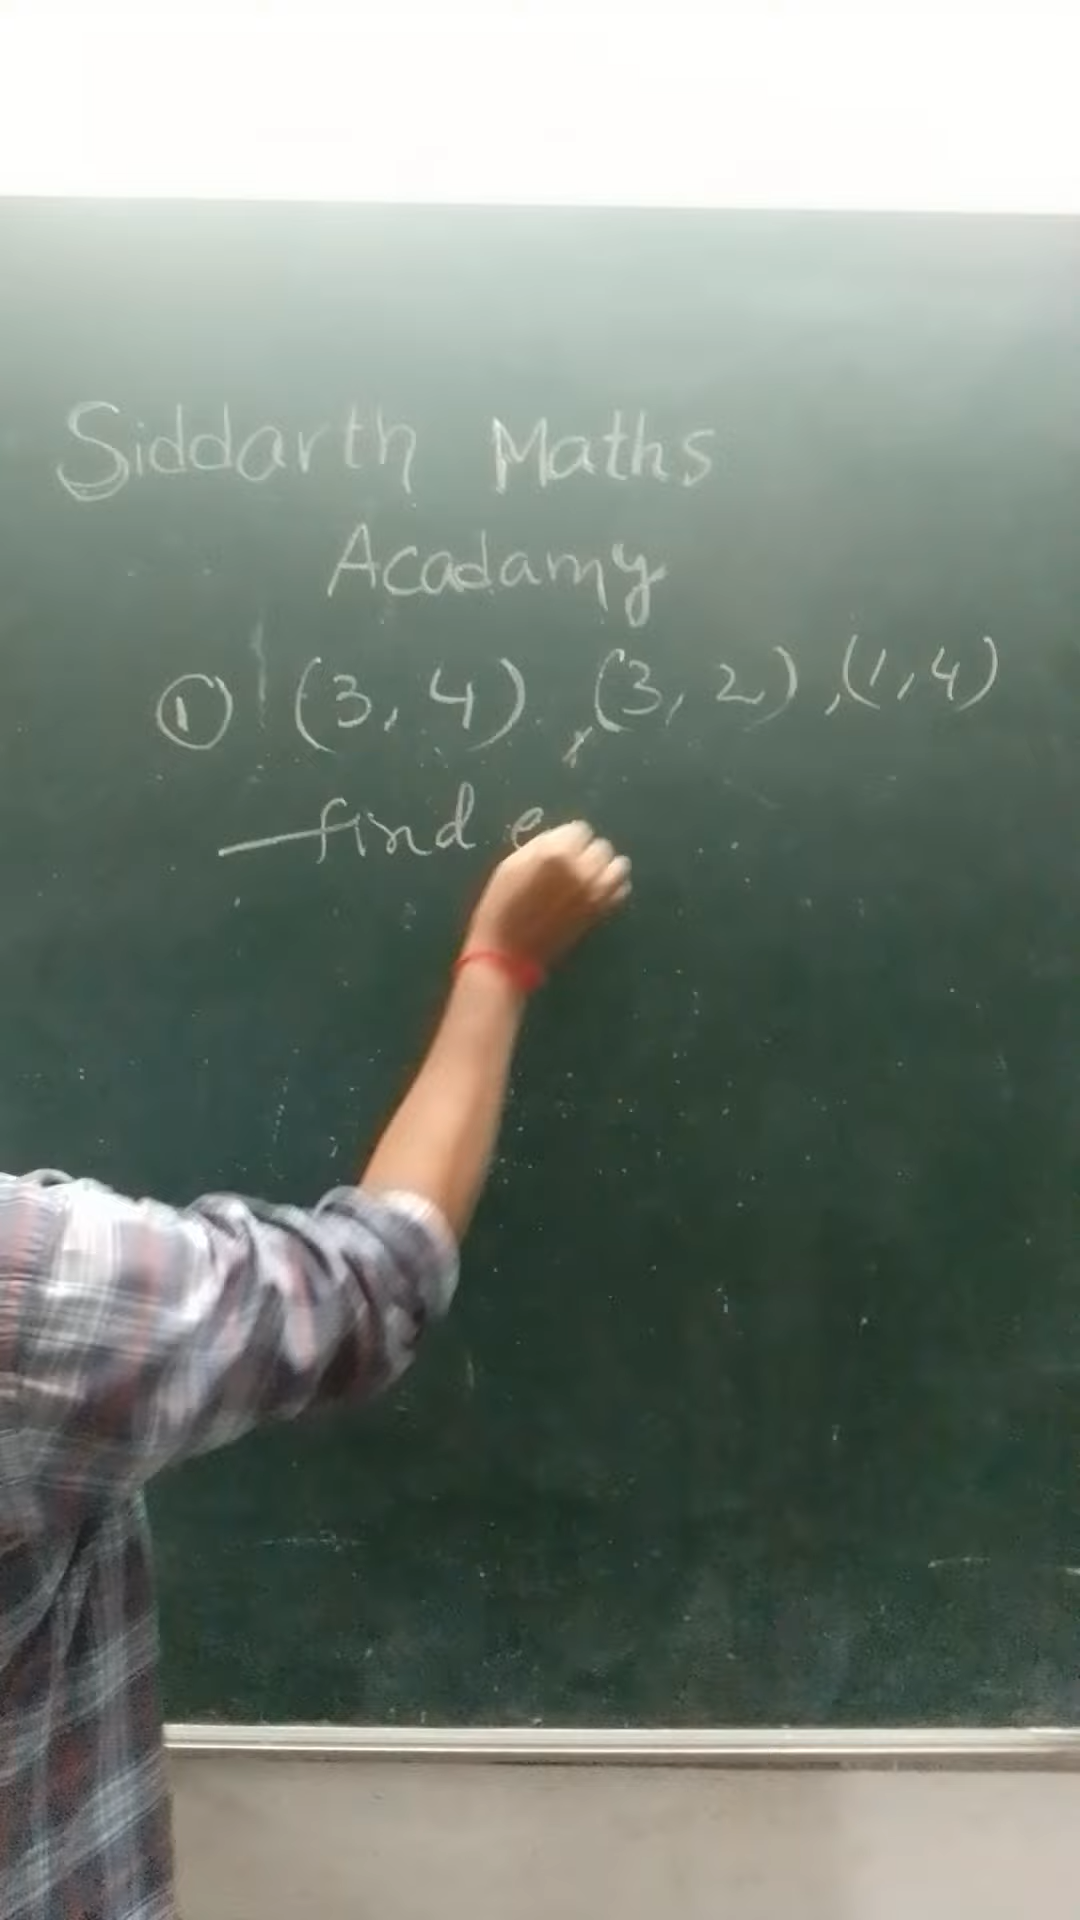 Siddarth Maths
Acadamy
① (3, 4), (3, 2), (1, 4)
find